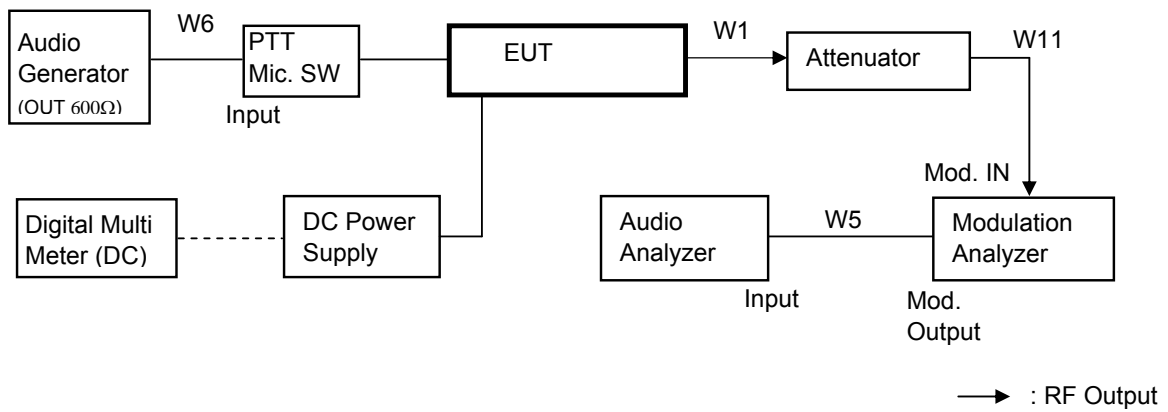 Audio
Generator
(OUT 600Ω)
W6
PTT
Mic. SW
Input
EUT
W1
Attenuator
W11
Digital Multi
Meter (DC)
DC Power
Supply
Audio
Analyzer
Input
W5
Mod. IN
Modulation
Analyzer
Mod.
Output
: RF Output